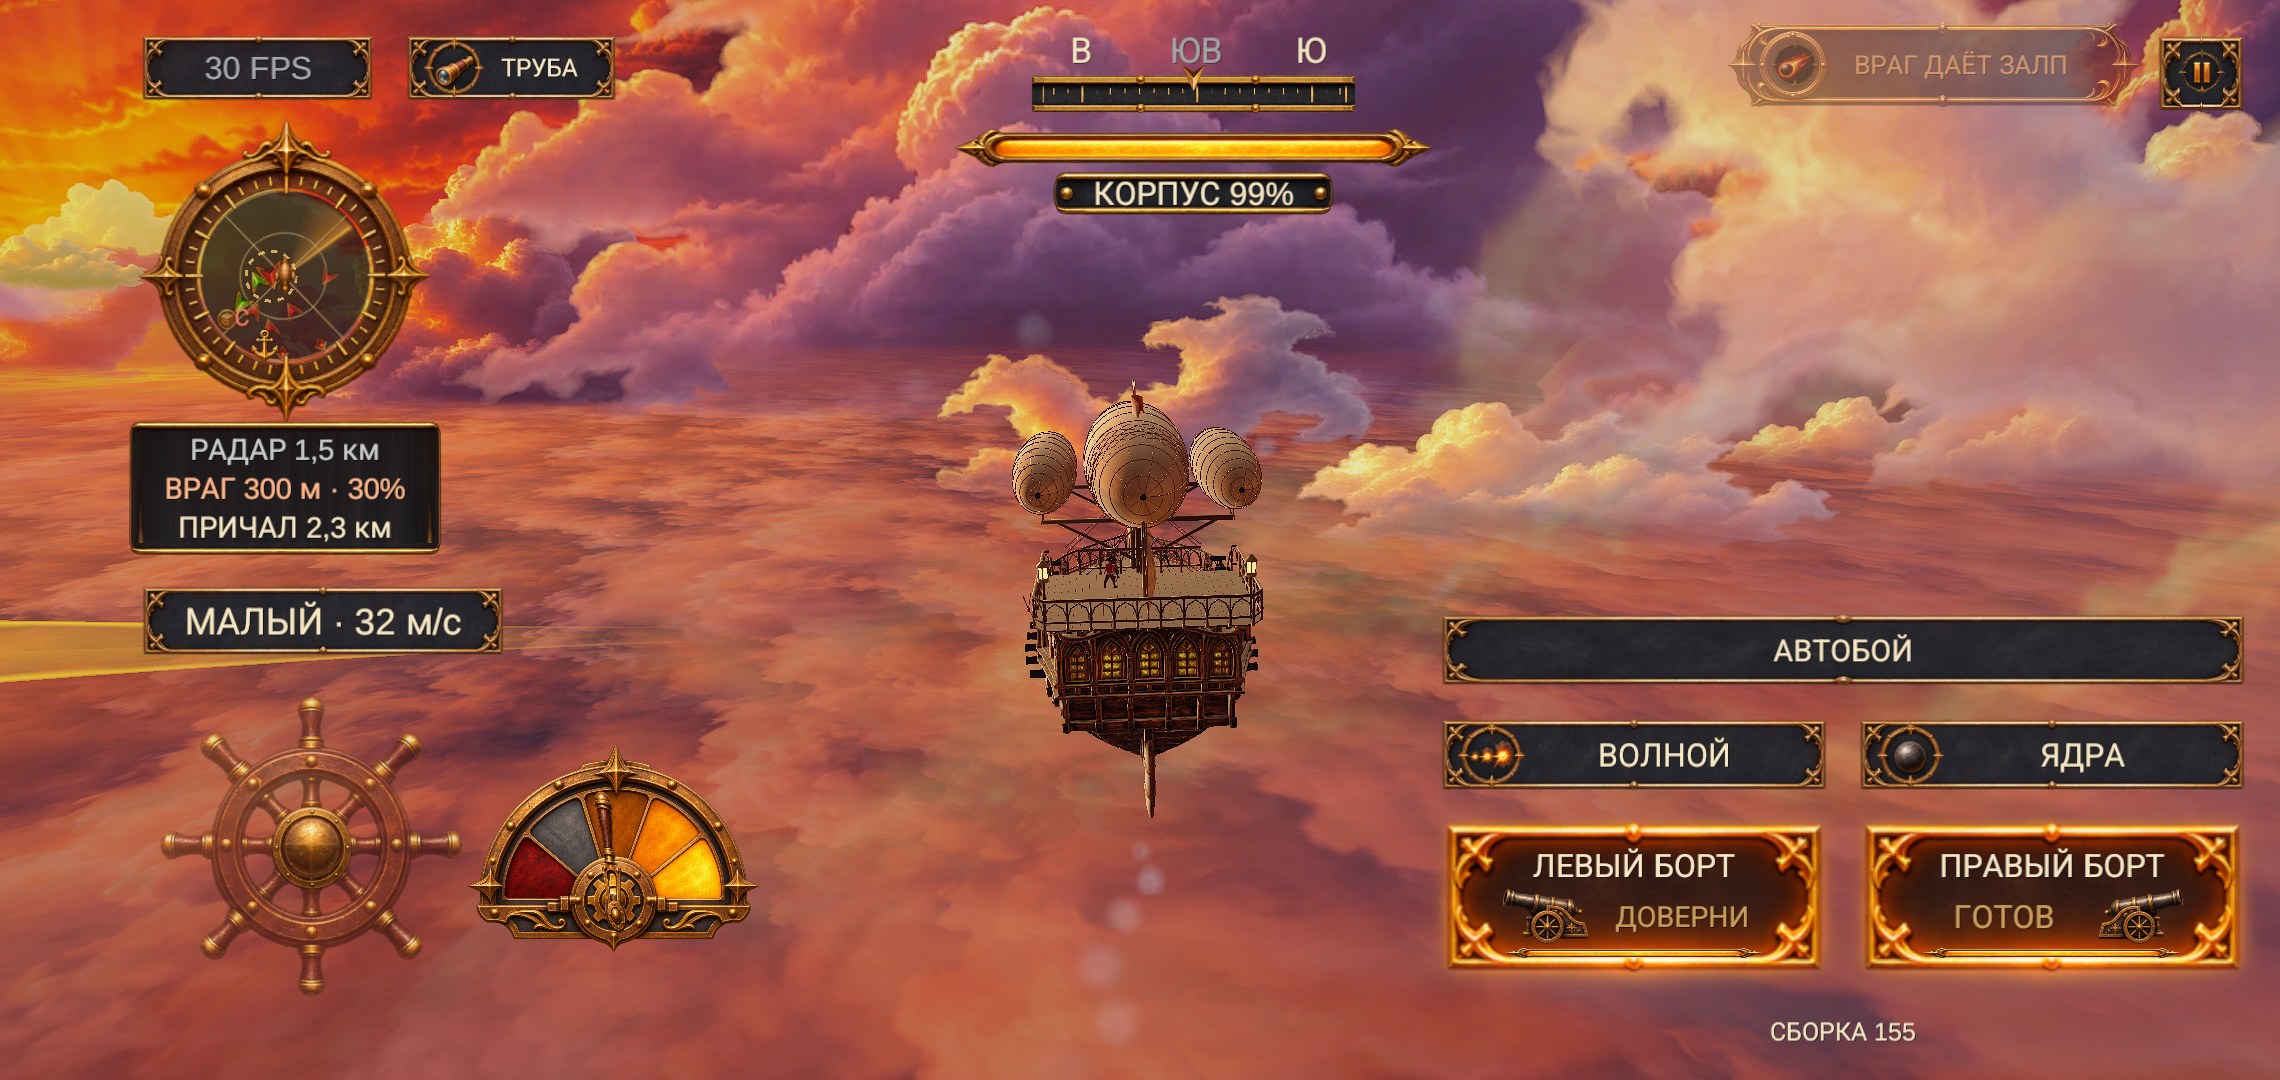 30 FPS
ТРУБА
В ЮВ Ю
КОРПУС 99%
ВРАГ ДАЁТ ЗАЛП
РАДАР 1,5 км
ВРАГ 300 м · 30%
ПРИЧАЛ 2,3 км
МАЛЫЙ · 32 м/с
АВТОБОЙ
ВОЛНОЙ
ЯДРА
ЛЕВЫЙ БОРТ
ДОВЕРНИ
ПРАВЫЙ БОРТ
ГОТОВ
СБОРКА 155